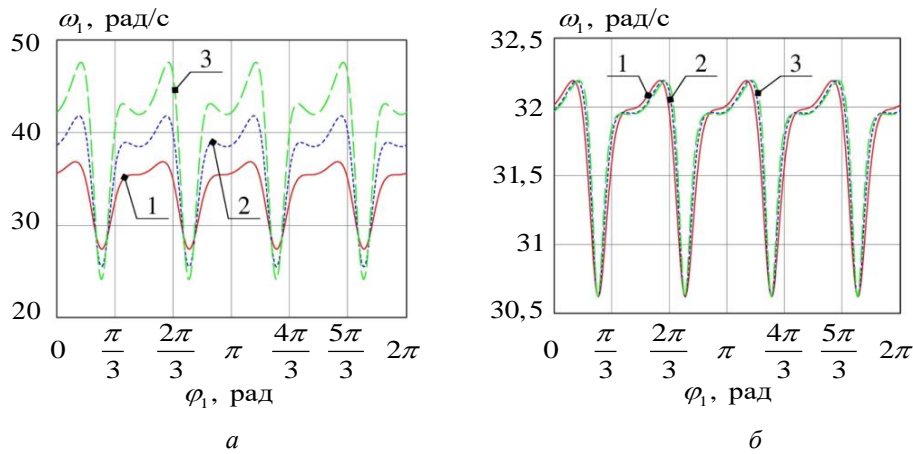 ω₁, рад/с
50
40
30
20
3
1
2
0
π/3
2π/3
π
4π/3
5π/3
2π
φ₁, рад
а
ω₁, рад/с
32,5
32
31,5
31
30,5
1
2
3
0
π/3
2π/3
π
4π/3
5π/3
2π
φ₁, рад
б